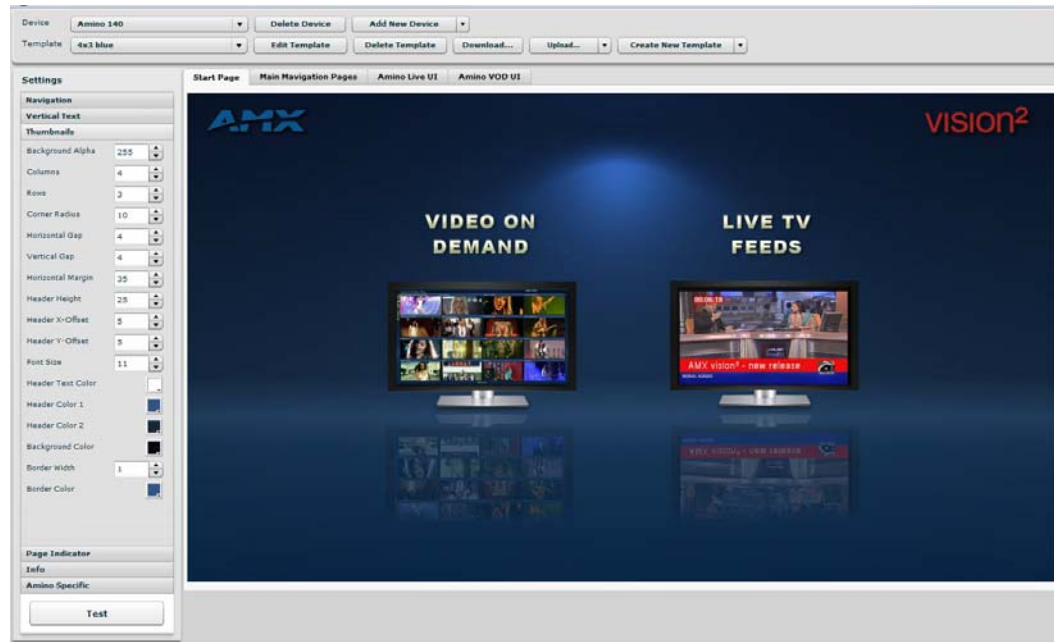 Device Amino 140 Delete Device Add New Device
Template 4x3 blue Edit Template Delete Template Download... Upload... Create New Template
Settings
Start Page Main Navigation Pages Amino Live UI Amino VOD UI
Navigation
Vertical Text
Thumbnails
Background Alpha 255
Columns 4
Rows 3
Corner Radius 10
Horizontal Gap 4
Vertical Gap 4
Horizontal Margin 35
Header Height 25
Header X-Offset 5
Header Y-Offset 5
Font Size 11
Header Text Color
Header Color 1
Header Color 2
Background Color
Border Width 1
Border Color
Page Indicator
Info
Amino Specific
Test
AMX
VISION²
VIDEO ON
DEMAND
LIVE TV
FEEDS
AMX vision² - new release